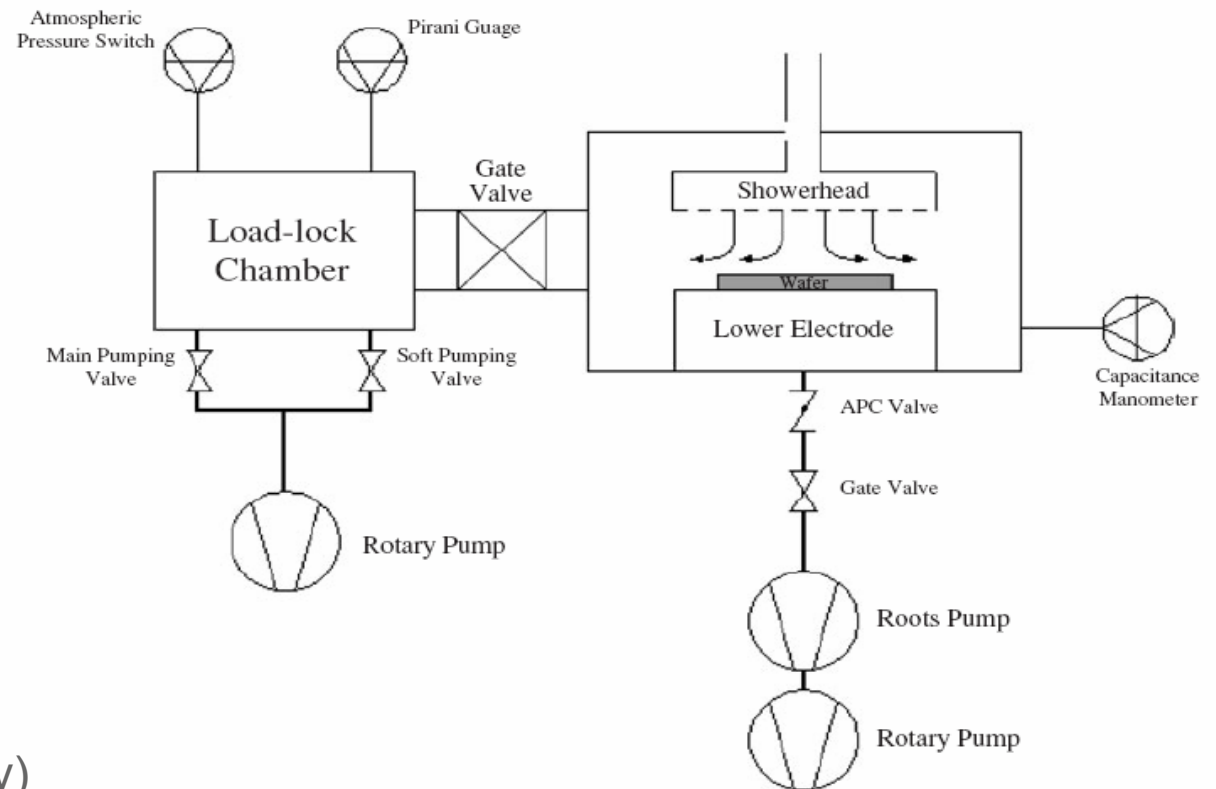 Atmospheric
Pressure Switch
Pirani Guage
Gate
Valve
Showerhead
Load-lock
Chamber
Wafer
Lower Electrode
Main Pumping
Valve
Soft Pumping
Valve
Capacitance
Manometer
APC Valve
Gate Valve
Rotary Pump
Roots Pump
Rotary Pump